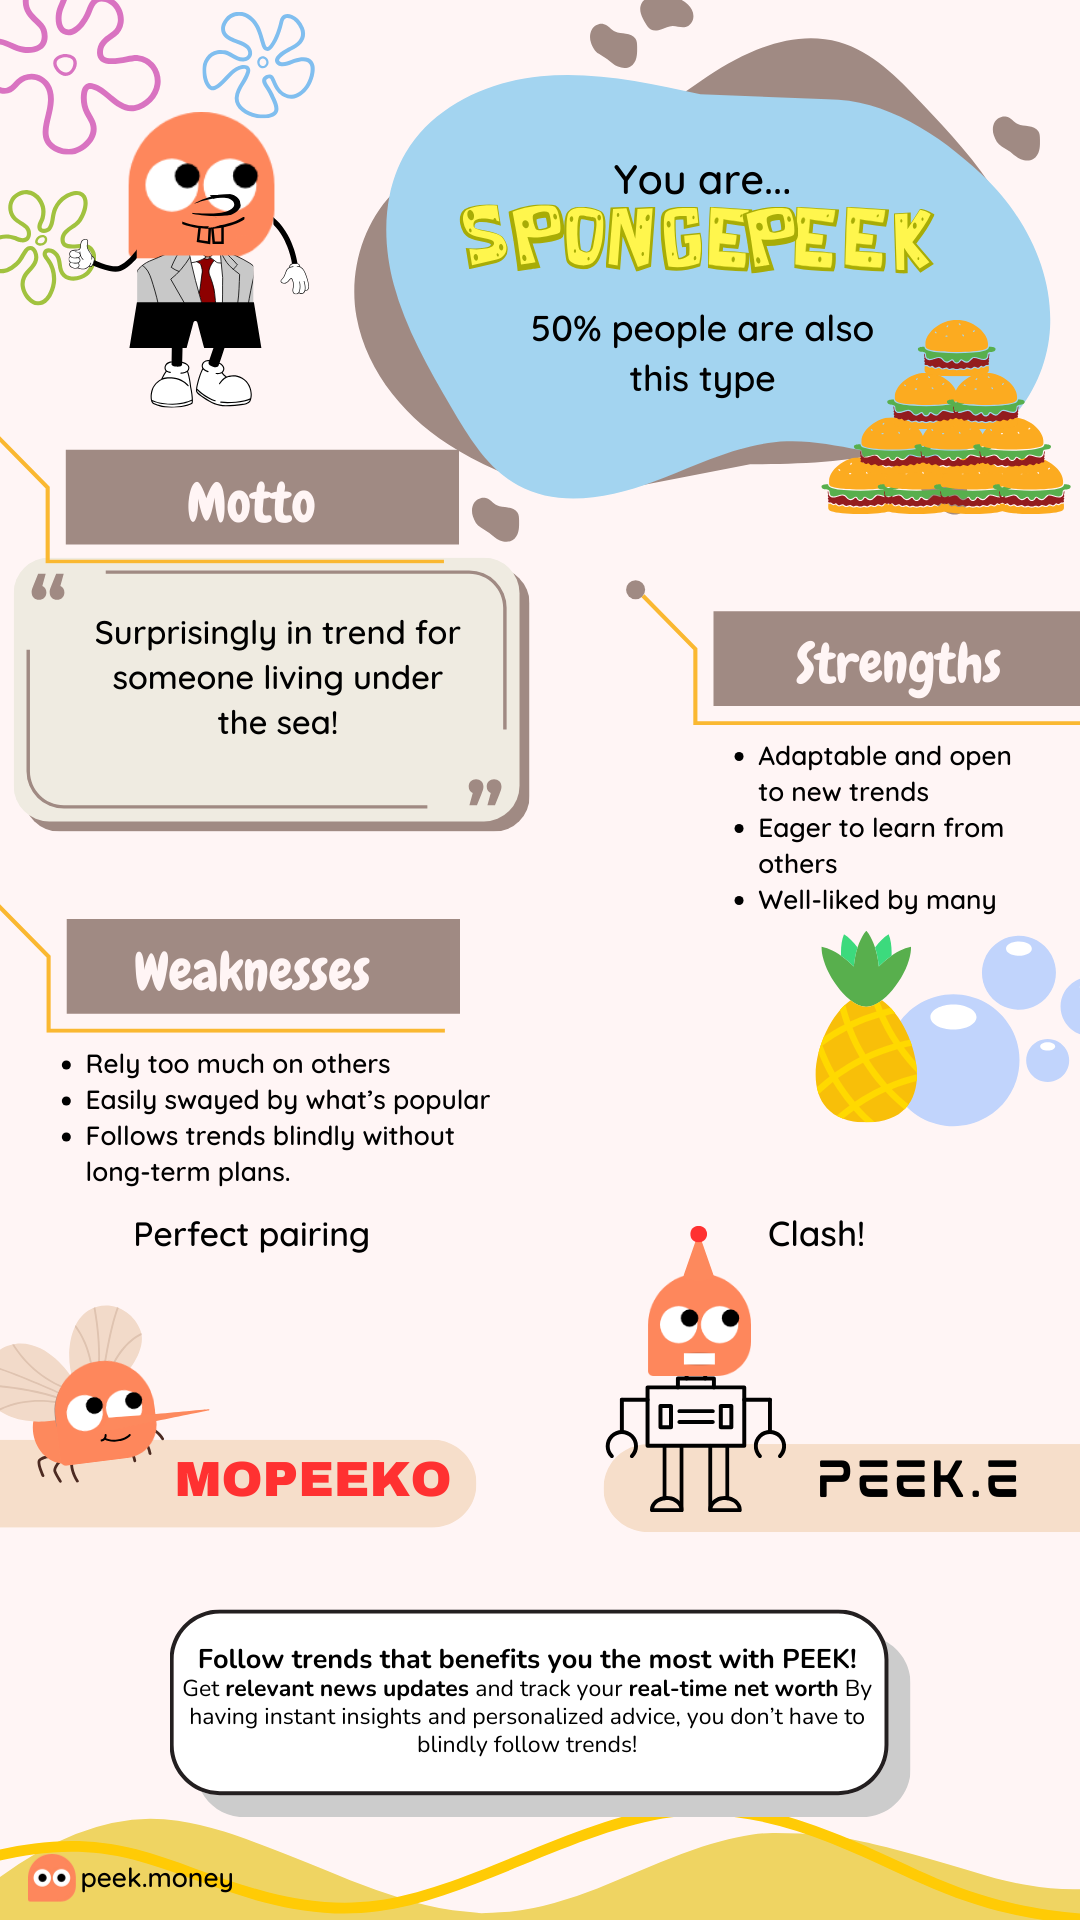 You are...
SPONGEPEEK
50% people are also
this type
Motto
“
Surprisingly in trend for
someone living under
the sea!
”
Strengths
• Adaptable and open
to new trends
• Eager to learn from
others
• Well-liked by many
Weaknesses
• Rely too much on others
• Easily swayed by what’s popular
• Follows trends blindly without
long-term plans.
Perfect pairing
Clash!
MOPEEKO
PEEK.E
Follow trends that benefits you the most with PEEK!
Get relevant news updates and track your real-time net worth By
having instant insights and personalized advice, you don’t have to
blindly follow trends!
peek.money